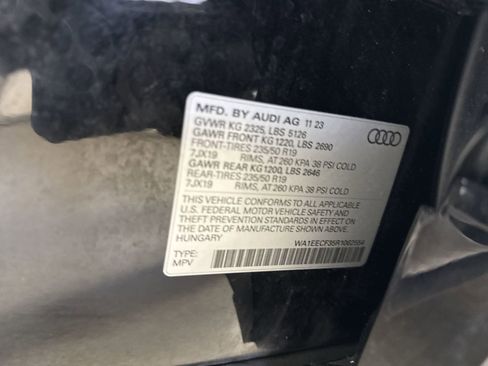 MFD. BY AUDI AG 11 23
GVWR KG 2325, LBS 5126
GAWR FRONT KG 1220, LBS 2690
FRONT-TIRES 235/50 R19
7JX19 RIMS, AT 260 KPA 38 PSI COLD
GAWR REAR KG 1200, LBS 2646
REAR-TIRES 235/50 R19
7JX19 RIMS, AT 260 KPA 38 PSI COLD
THIS VEHICLE CONFORMS TO ALL APPLICABLE
U.S. FEDERAL MOTOR VEHICLE SAFETY AND
THEFT PREVENTION STANDARDS IN EFFECT ON
THE DATE OF MANUFACTURE SHOWN ABOVE.
HUNGARY
WA1EECF35R1062554
TYPE:
MPV